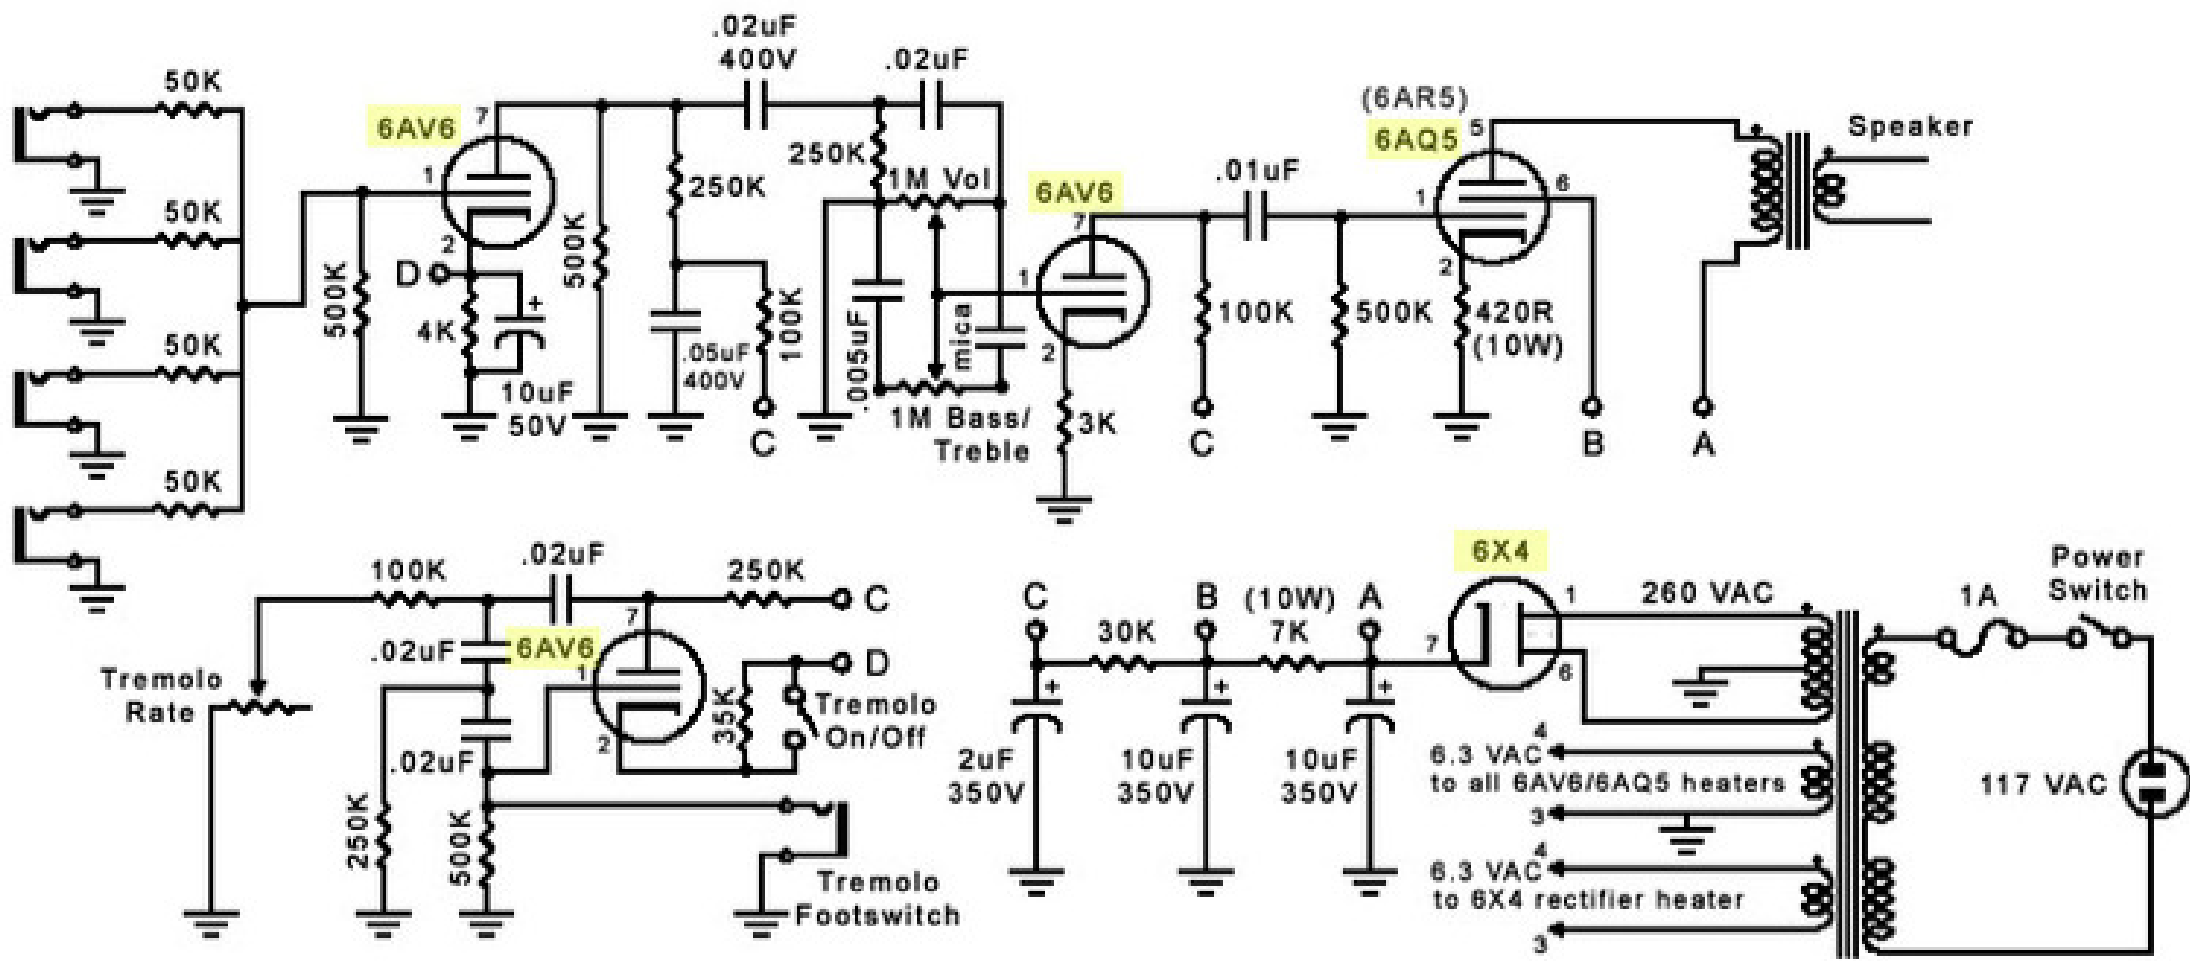 .02uF
400V
.02uF
50K
6AV6
7
1
2
D
4K
10uF
50V
500K
500K
250K
.05uF
400V
100K
C
250K
1M Vol
.005uF
mica
1M Bass/
Treble
6AV6
7
1
2
3K
.01uF
100K
C
500K
(6AR5)
6AQ5
5
6
1
2
420R
(10W)
B
A
Speaker
50K
50K
50K
100K
.02uF
250K
C
7
6AV6
1
2
.02uF
.02uF
Tremolo
Rate
250K
500K
35K
D
Tremolo
On/Off
Tremolo
Footswitch
C
30K
B
(10W)
7K
A
2uF
350V
10uF
350V
10uF
350V
6X4
7
1
6
260 VAC
1A
Power
Switch
117 VAC
4
6.3 VAC
to all 6AV6/6AQ5 heaters
3
4
6.3 VAC
to 6X4 rectifier heater
3